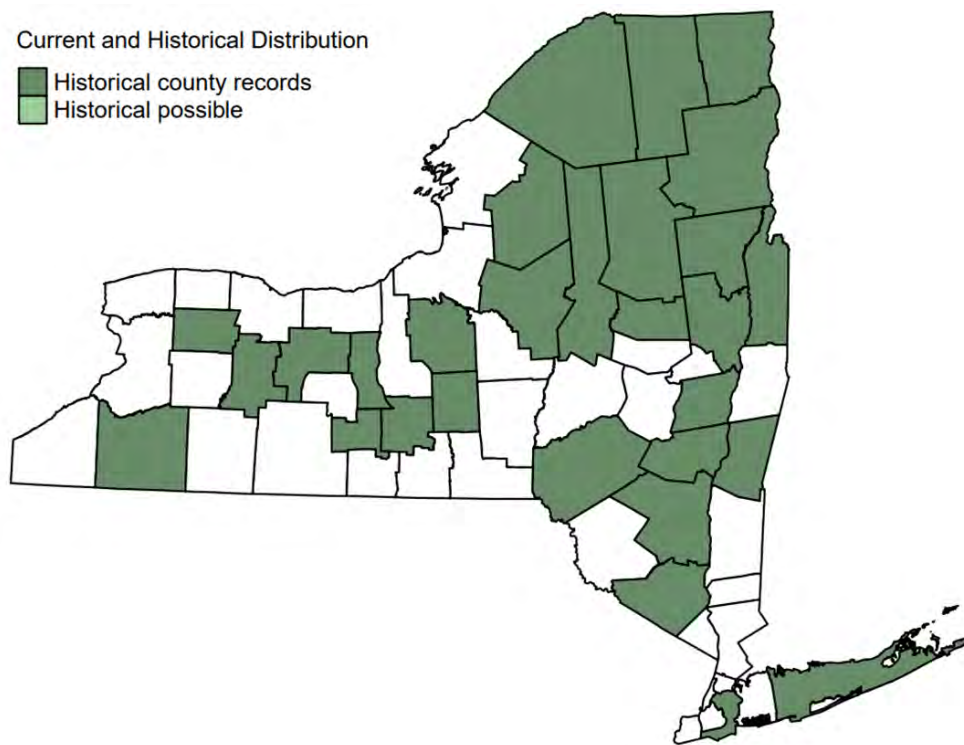 Current and Historical Distribution
Historical county records
Historical possible